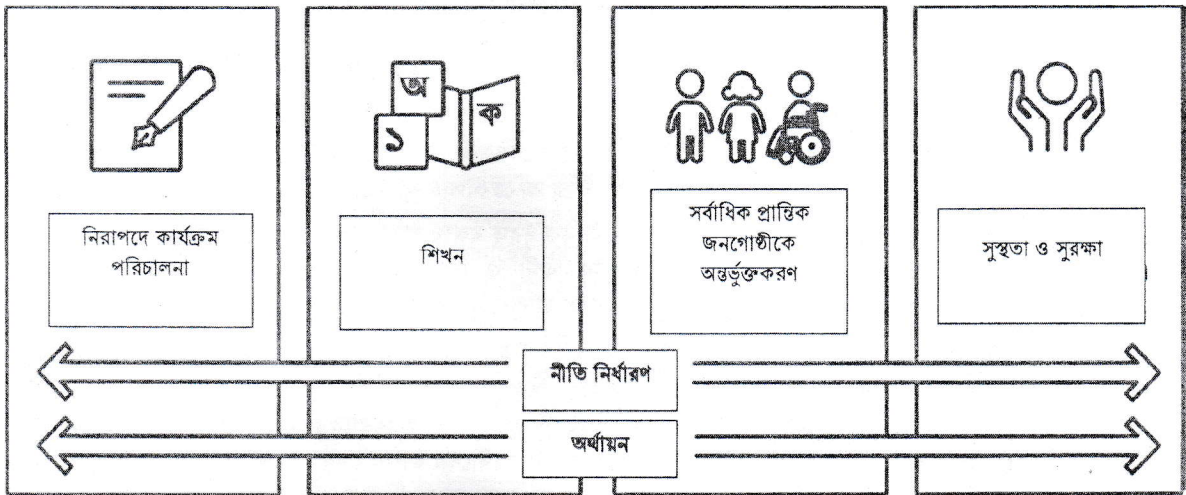 অ
ক
১
নিরাপদে কার্যক্রম
পরিচালনা
শিখন
সর্বাধিক প্রান্তিক
জনগোষ্ঠীকে
অন্তর্ভুক্তকরণ
সুস্থতা ও সুরক্ষা
নীতি নির্ধারণ
অর্থায়ন